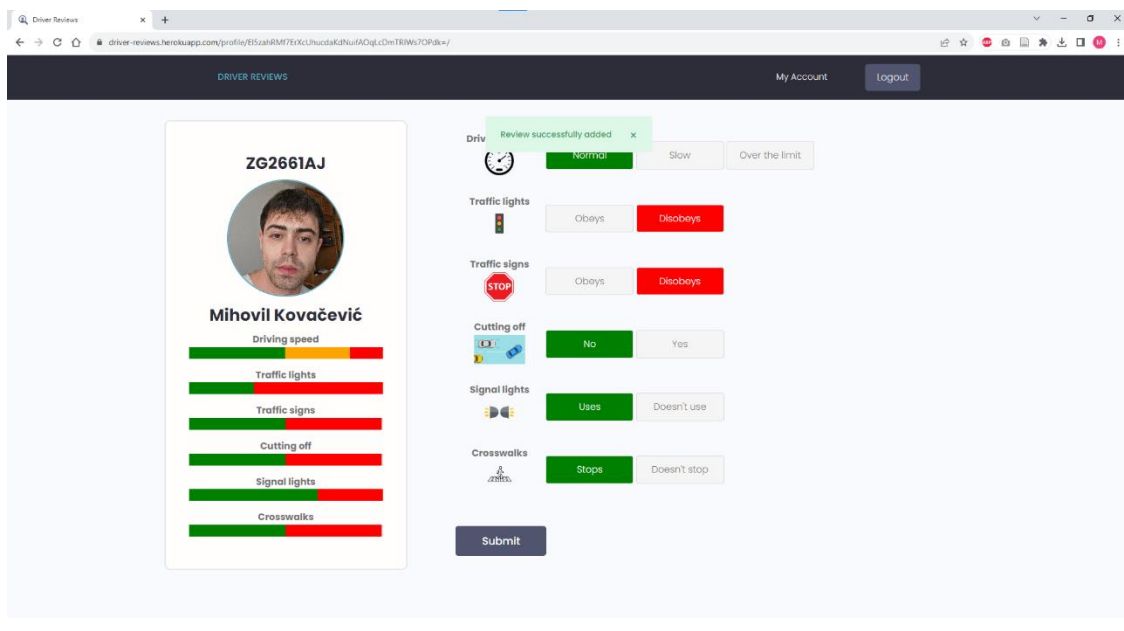 Driver Reviews
driver-reviews.herokuapp.com/profile/
DRIVER REVIEWS
My Account
Logout
Review successfully added x
ZG2661AJ
Mihovil Kovačević
Driving speed
Traffic lights
Traffic signs
Cutting off
Signal lights
Crosswalks
Driv
Normal Slow Over the limit
Traffic lights
Obeys Disobeys
Traffic signs
STOP
Obeys Disobeys
Cutting off
No Yes
Signal lights
Uses Doesn't use
Crosswalks
Stops Doesn't stop
Submit